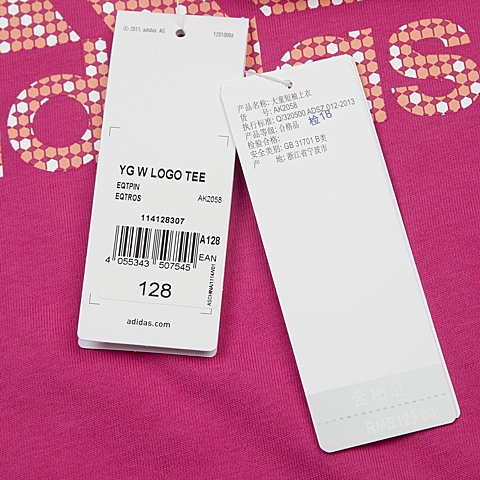 adidas
© 2011, adidas AG.
1201000A
YG W LOGO TEE
EQTPIN
EQTROS
AK2058
114128307
A128
4 055343 507545
EAN
128
adidas.com
产品名称: 大童短袖上衣
货 号: AK2058
执行标准: Q/320500 ADSZ 012-2013
产品等级: 合格品
检验合格: 检18
安全类别: GB 31701 B类
产 地: 浙江省宁波市
合格证